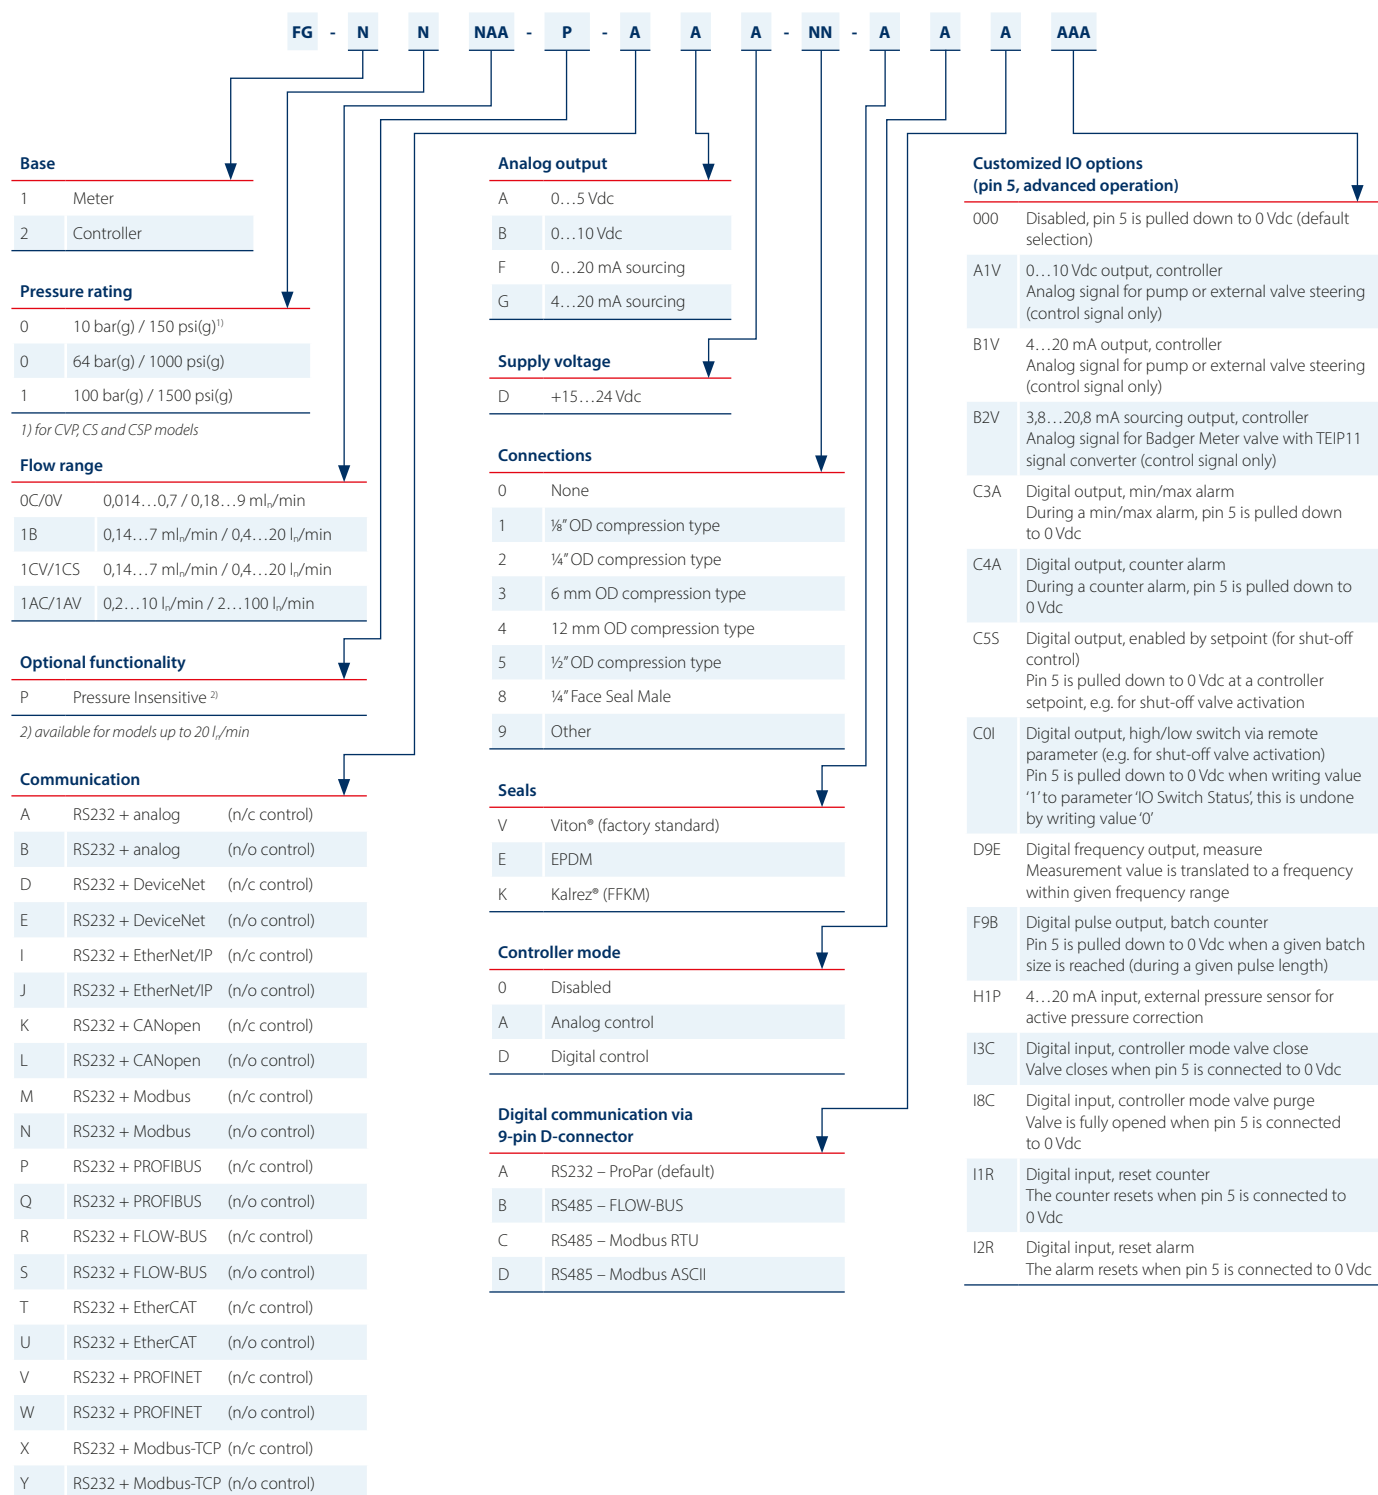 FG - N N NAA - P - A A A - NN - A A A AAA
Base
1 Meter
2 Controller
Pressure rating
0 10 bar(g) / 150 psi(g)1)
0 64 bar(g) / 1000 psi(g)
1 100 bar(g) / 1500 psi(g)
1) for CVP, CS and CSP models
Flow range
0C/0V 0,014…0,7 / 0,18…9 mln/min
1B 0,14…7 mln/min / 0,4…20 ln/min
1CV/1CS 0,14…7 mln/min / 0,4…20 ln/min
1AC/1AV 0,2…10 ln/min / 2…100 ln/min
Optional functionality
P Pressure Insensitive 2)
2) available for models up to 20 ln/min
Communication
A RS232 + analog (n/c control)
B RS232 + analog (n/o control)
D RS232 + DeviceNet (n/c control)
E RS232 + DeviceNet (n/o control)
I RS232 + EtherNet/IP (n/c control)
J RS232 + EtherNet/IP (n/o control)
K RS232 + CANopen (n/c control)
L RS232 + CANopen (n/o control)
M RS232 + Modbus (n/c control)
N RS232 + Modbus (n/o control)
P RS232 + PROFIBUS (n/c control)
Q RS232 + PROFIBUS (n/o control)
R RS232 + FLOW-BUS (n/c control)
S RS232 + FLOW-BUS (n/o control)
T RS232 + EtherCAT (n/c control)
U RS232 + EtherCAT (n/o control)
V RS232 + PROFINET (n/c control)
W RS232 + PROFINET (n/o control)
X RS232 + Modbus-TCP (n/c control)
Y RS232 + Modbus-TCP (n/o control)
Analog output
A 0…5 Vdc
B 0…10 Vdc
F 0…20 mA sourcing
G 4…20 mA sourcing
Supply voltage
D +15…24 Vdc
Connections
0 None
1 ⅛” OD compression type
2 ¼” OD compression type
3 6 mm OD compression type
4 12 mm OD compression type
5 ½” OD compression type
8 ¼” Face Seal Male
9 Other
Seals
V Viton® (factory standard)
E EPDM
K Kalrez® (FFKM)
Controller mode
0 Disabled
A Analog control
D Digital control
Digital communication via
9-pin D-connector
A RS232 – ProPar (default)
B RS485 – FLOW-BUS
C RS485 – Modbus RTU
D RS485 – Modbus ASCII
Customized IO options
(pin 5, advanced operation)
000 Disabled, pin 5 is pulled down to 0 Vdc (default
selection)
A1V 0…10 Vdc output, controller
Analog signal for pump or external valve steering
(control signal only)
B1V 4…20 mA output, controller
Analog signal for pump or external valve steering
(control signal only)
B2V 3,8…20,8 mA sourcing output, controller
Analog signal for Badger Meter valve with TEIP11
signal converter (control signal only)
C3A Digital output, min/max alarm
During a min/max alarm, pin 5 is pulled down
to 0 Vdc
C4A Digital output, counter alarm
During a counter alarm, pin 5 is pulled down to
0 Vdc
C5S Digital output, enabled by setpoint (for shut-off
control)
Pin 5 is pulled down to 0 Vdc at a controller
setpoint, e.g. for shut-off valve activation
C0I Digital output, high/low switch via remote
parameter (e.g. for shut-off valve activation)
Pin 5 is pulled down to 0 Vdc when writing value
‘1’ to parameter ‘IO Switch Status’, this is undone
by writing value ‘0’
D9E Digital frequency output, measure
Measurement value is translated to a frequency
within given frequency range
F9B Digital pulse output, batch counter
Pin 5 is pulled down to 0 Vdc when a given batch
size is reached (during a given pulse length)
H1P 4…20 mA input, external pressure sensor for
active pressure correction
I3C Digital input, controller mode valve close
Valve closes when pin 5 is connected to 0 Vdc
I8C Digital input, controller mode valve purge
Valve is fully opened when pin 5 is connected
to 0 Vdc
I1R Digital input, reset counter
The counter resets when pin 5 is connected to
0 Vdc
I2R Digital input, reset alarm
The alarm resets when pin 5 is connected to 0 Vdc